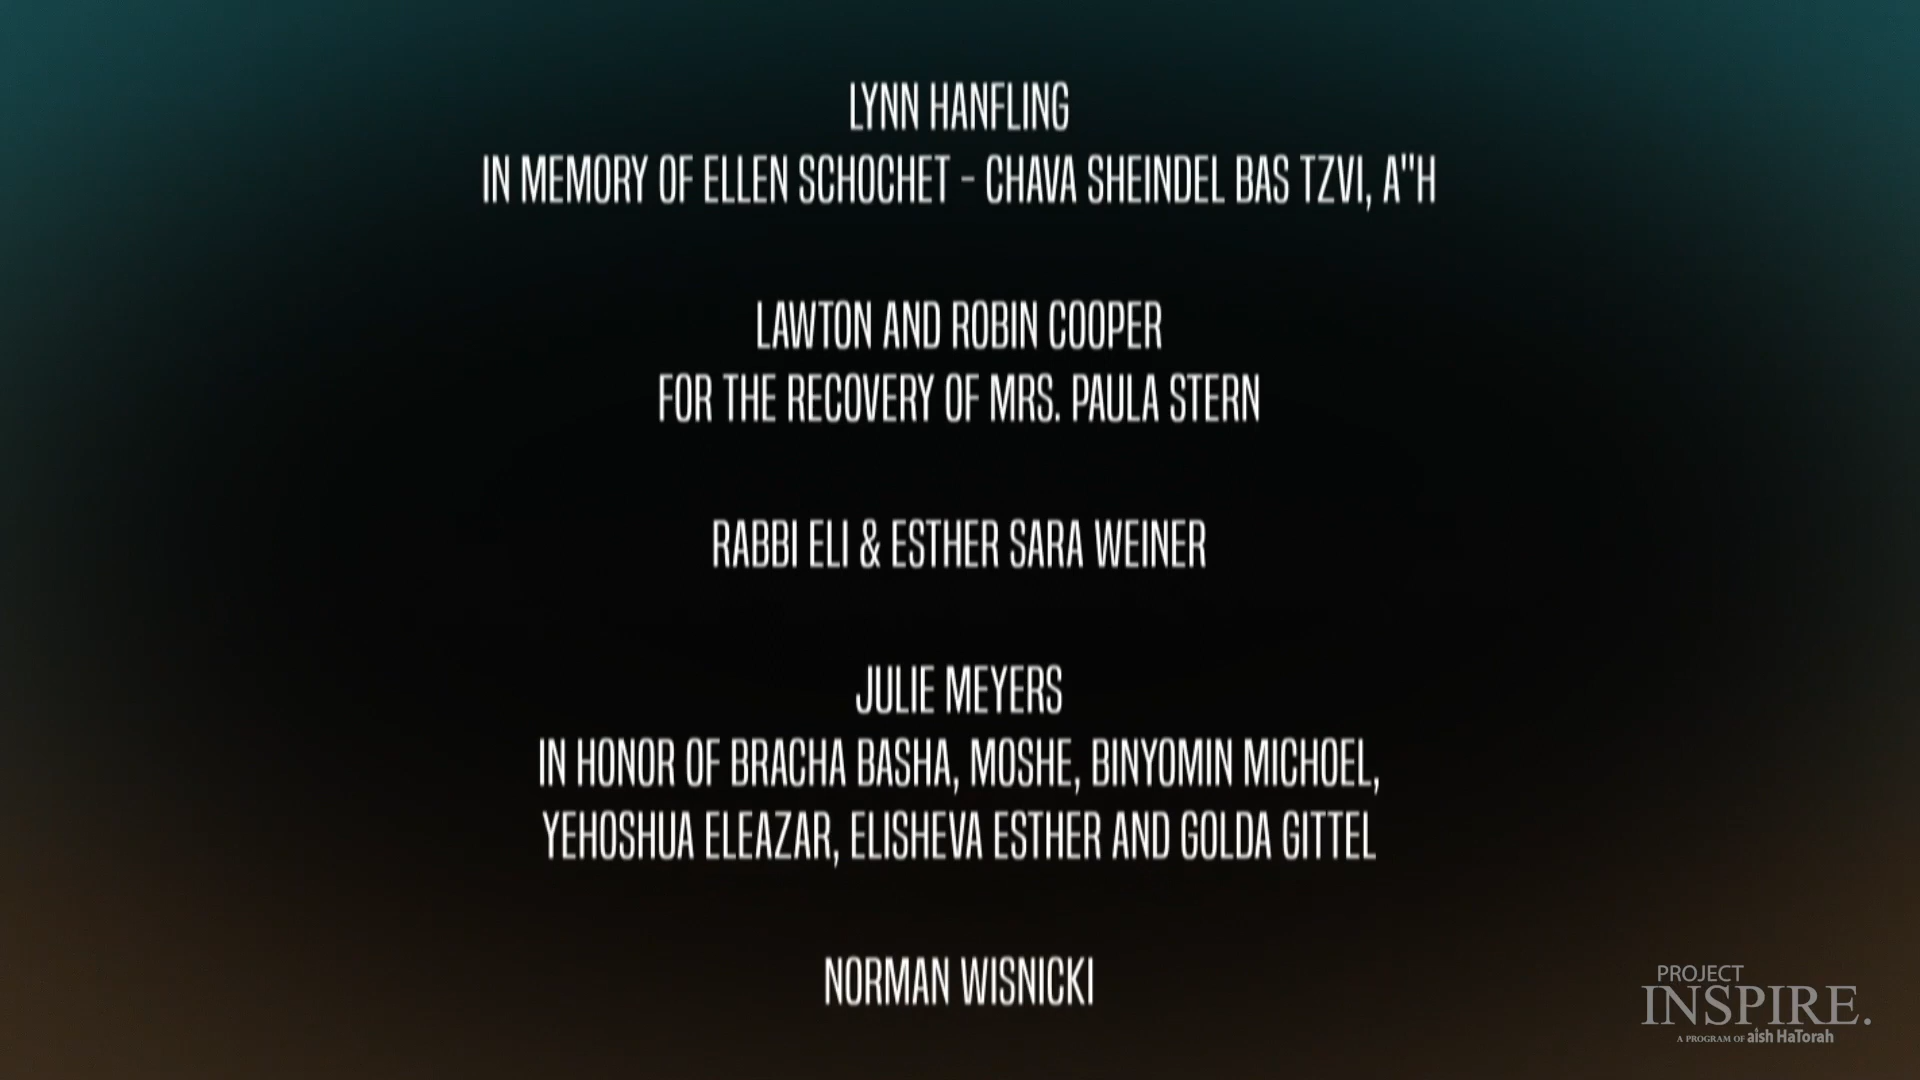 LYNN HANFLING
IN MEMORY OF ELLEN SCHOCHET - CHAVA SHEINDEL BAS TZVI, A"H
LAWTON AND ROBIN COOPER
FOR THE RECOVERY OF MRS. PAULA STERN
RABBI ELI & ESTHER SARA WEINER
JULIE MEYERS
IN HONOR OF BRACHA BASHA, MOSHE, BINYOMIN MICHOEL,
YEHOSHUA ELEAZAR, ELISHEVA ESTHER AND GOLDA GITTEL
NORMAN WISNICKI
PROJECT
INSPIRE.
A PROGRAM OF aish HaTorah